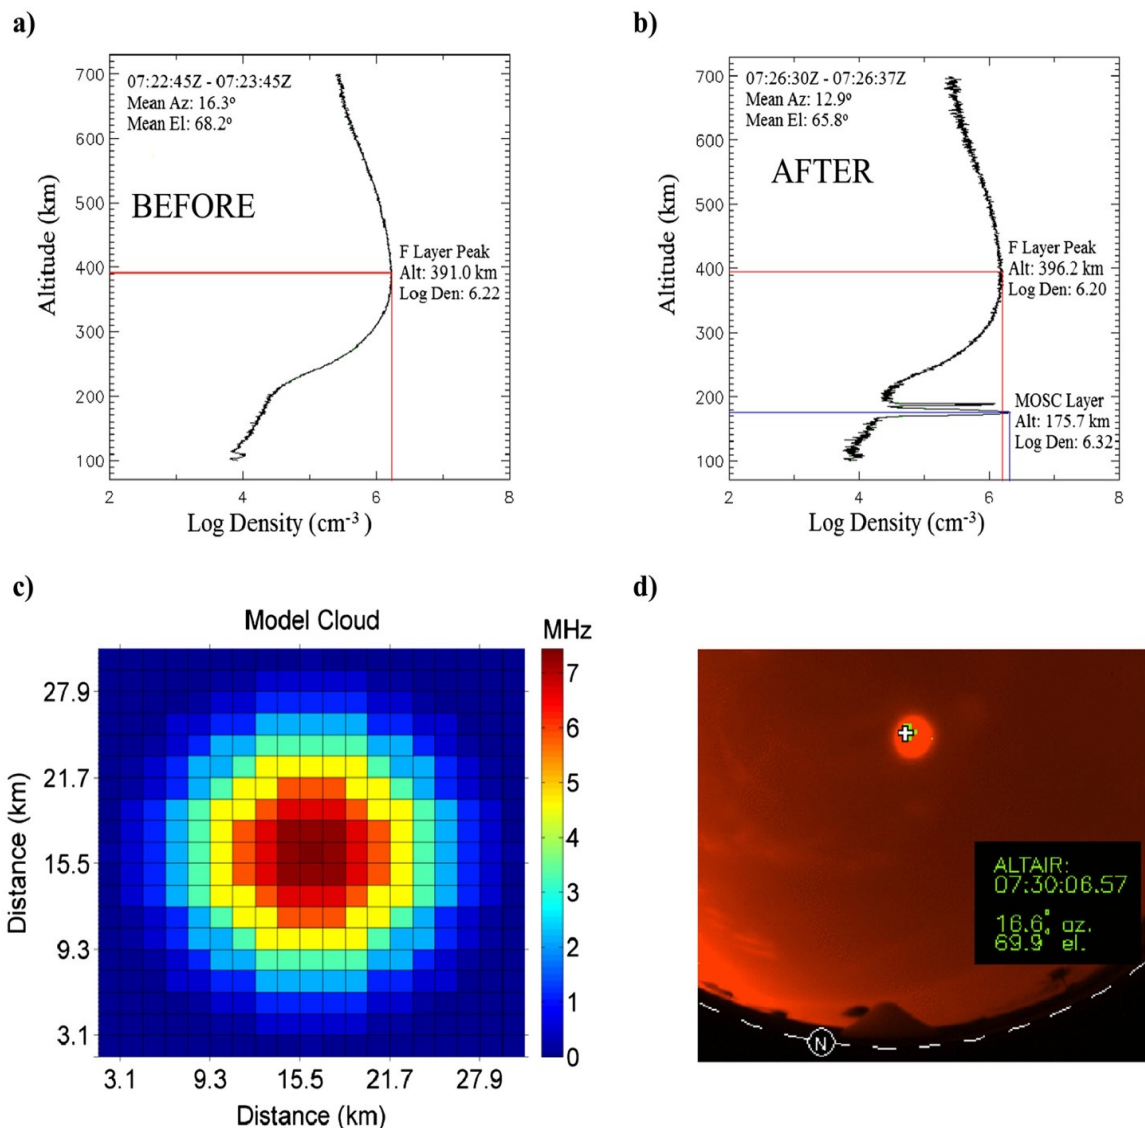 a)
700
600
500
400
300
200
100
2
4
6
8
Altitude (km)
Log Density (cm-3 )
07:22:45Z - 07:23:45Z
Mean Az: 16.3º
Mean El: 68.2º
BEFORE
F Layer Peak
Alt: 391.0 km
Log Den: 6.22
b)
700
600
500
400
300
200
100
2
4
6
8
Altitude (km)
Log Density (cm-3 )
07:26:30Z - 07:26:37Z
Mean Az: 12.9º
Mean El: 65.8º
AFTER
F Layer Peak
Alt: 396.2 km
Log Den: 6.20
MOSC Layer
Alt: 175.7 km
Log Den: 6.32
c)
Model Cloud
MHz
7
6
5
4
3
2
1
0
27.9
21.7
15.5
9.3
3.1
Distance (km)
3.1
9.3
15.5
21.7
27.9
Distance (km)
d)
ALTAIR:
07:30:06.57
16.6° az.
69.9° el.
N